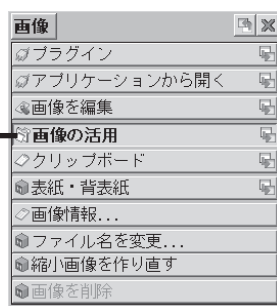 画像
プラグイン
アプリケーションから開く
画像を編集
画像の活用
クリップボード
表紙・背表紙
画像情報...
ファイル名を変更...
縮小画像を作り直す
画像を削除